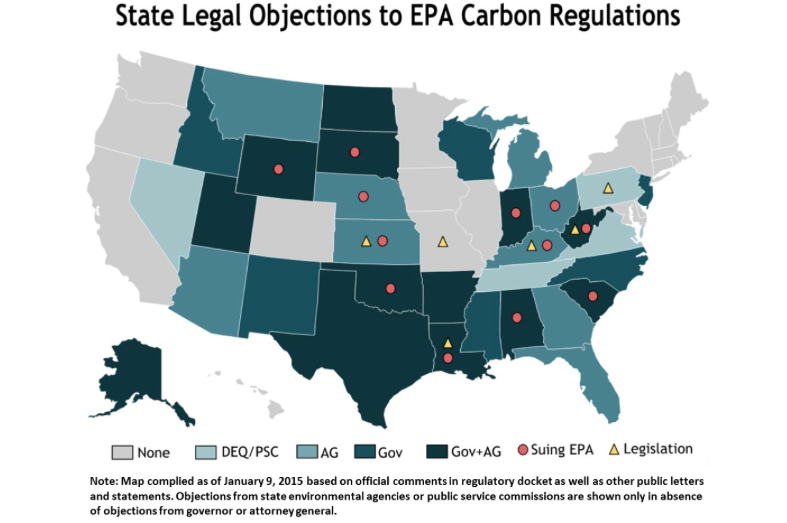 State Legal Objections to EPA Carbon Regulations
None
DEQ/PSC
AG
Gov
Gov+AG
Suing EPA
Legislation
Note: Map complied as of January 9, 2015 based on official comments in regulatory docket as well as other public letters
and statements. Objections from state environmental agencies or public service commissions are shown only in absence
of objections from governor or attorney general.